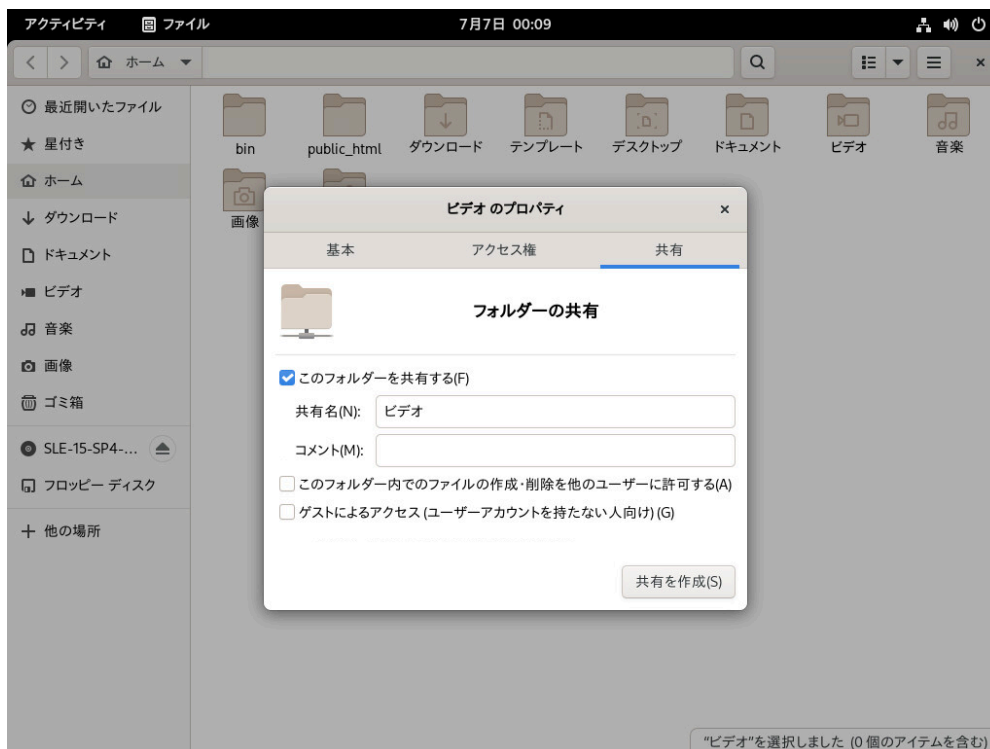 アクティビティ ファイル 7月7日 00:09
ホーム
最近開いたファイル
星付き
ホーム
ダウンロード
ドキュメント
ビデオ
音楽
画像
ゴミ箱
SLE-15-SP4-...
フロッピー ディスク
他の場所
bin public_html ダウンロード テンプレート デスクトップ ドキュメント ビデオ 音楽
画像
ビデオ のプロパティ
基本 アクセス権 共有
フォルダーの共有
このフォルダーを共有する(F)
共有名(N): ビデオ
コメント(M):
このフォルダー内でのファイルの作成・削除を他のユーザーに許可する(A)
ゲストによるアクセス (ユーザーアカウントを持たない人向け) (G)
共有を作成(S)
"ビデオ"を選択しました (0 個のアイテムを含む)